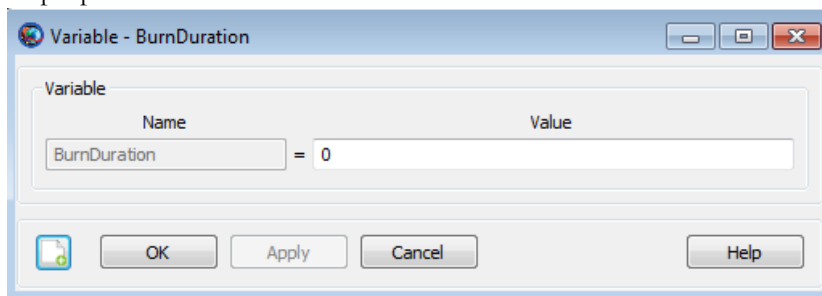 Variable - BurnDuration
Variable
Name Value
BurnDuration = 0
OK Apply Cancel Help